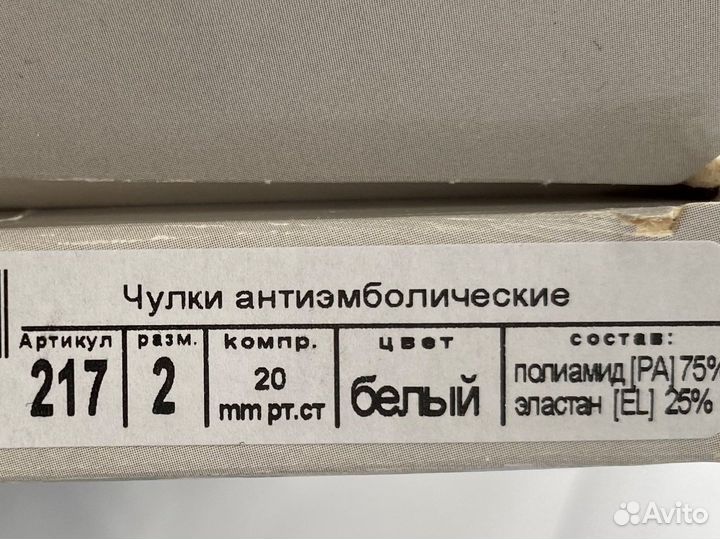 Чулки антиэмболические
Артикул разм. компр. цвет состав:
217 2 20 белый полиамид [PA] 75%
mm рт.ст эластан [EL] 25%
Avito